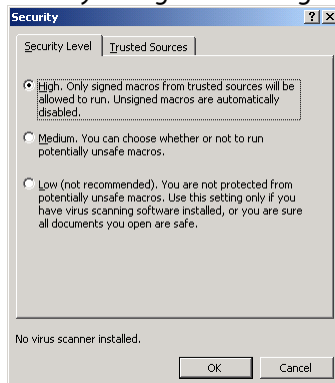 Security
Security Level
Trusted Sources
High. Only signed macros from trusted sources will be
allowed to run. Unsigned macros are automatically
disabled.
Medium. You can choose whether or not to run
potentially unsafe macros.
Low (not recommended). You are not protected from
potentially unsafe macros. Use this setting only if you
have virus scanning software installed, or you are sure
all documents you open are safe.
No virus scanner installed.
OK
Cancel